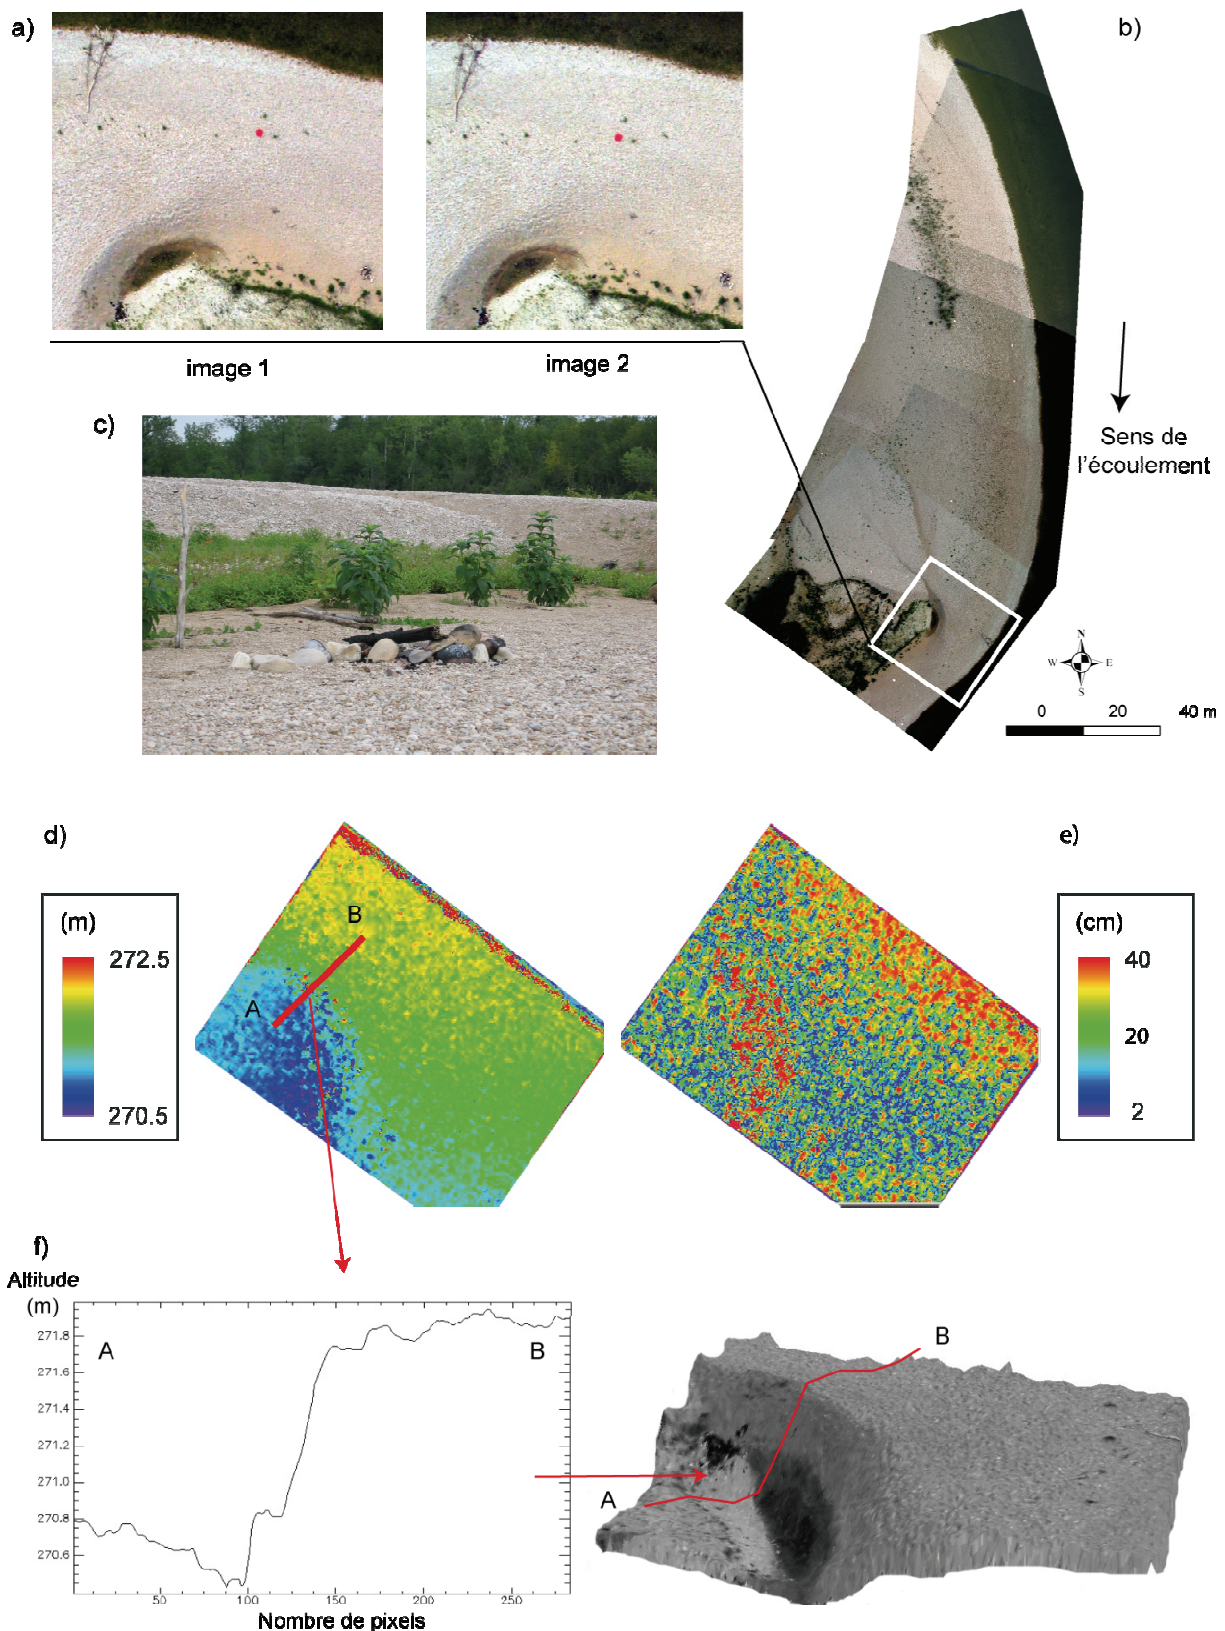 a)
b)
image 1
image 2
c)
Sens de
l'écoulement
N
W E
S
0 20 40 m
d)
e)
(m)
272.5
270.5
B
A
(cm)
40
20
2
f)
Altitude
(m)
271.8
271.6
271.4
271.2
271.0
270.8
270.6
A
B
50 100 150 200 250
Nombre de pixels
B
A